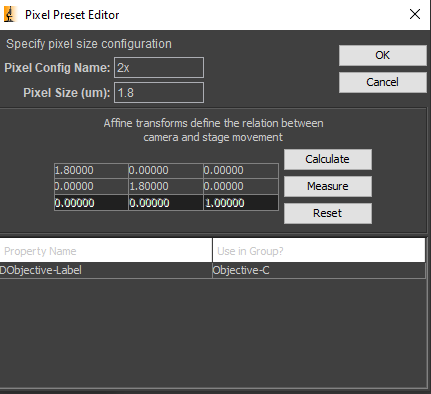 Pixel Preset Editor
Specify pixel size configuration
OK
Pixel Config Name: 2x
Cancel
Pixel Size (um): 1.8
Affine transforms define the relation between
camera and stage movement
Calculate
1.80000 0.00000 0.00000
0.00000 1.80000 0.00000
Measure
0.00000 0.00000 1.00000
Reset
Property Name Use in Group?
DObjective-Label Objective-C